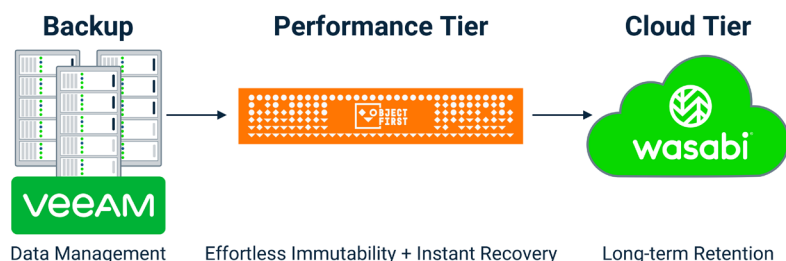 Backup
Performance Tier
Cloud Tier
OBJECT
FIRST
wasabi
veeam
Data Management
Effortless Immutability + Instant Recovery
Long-term Retention